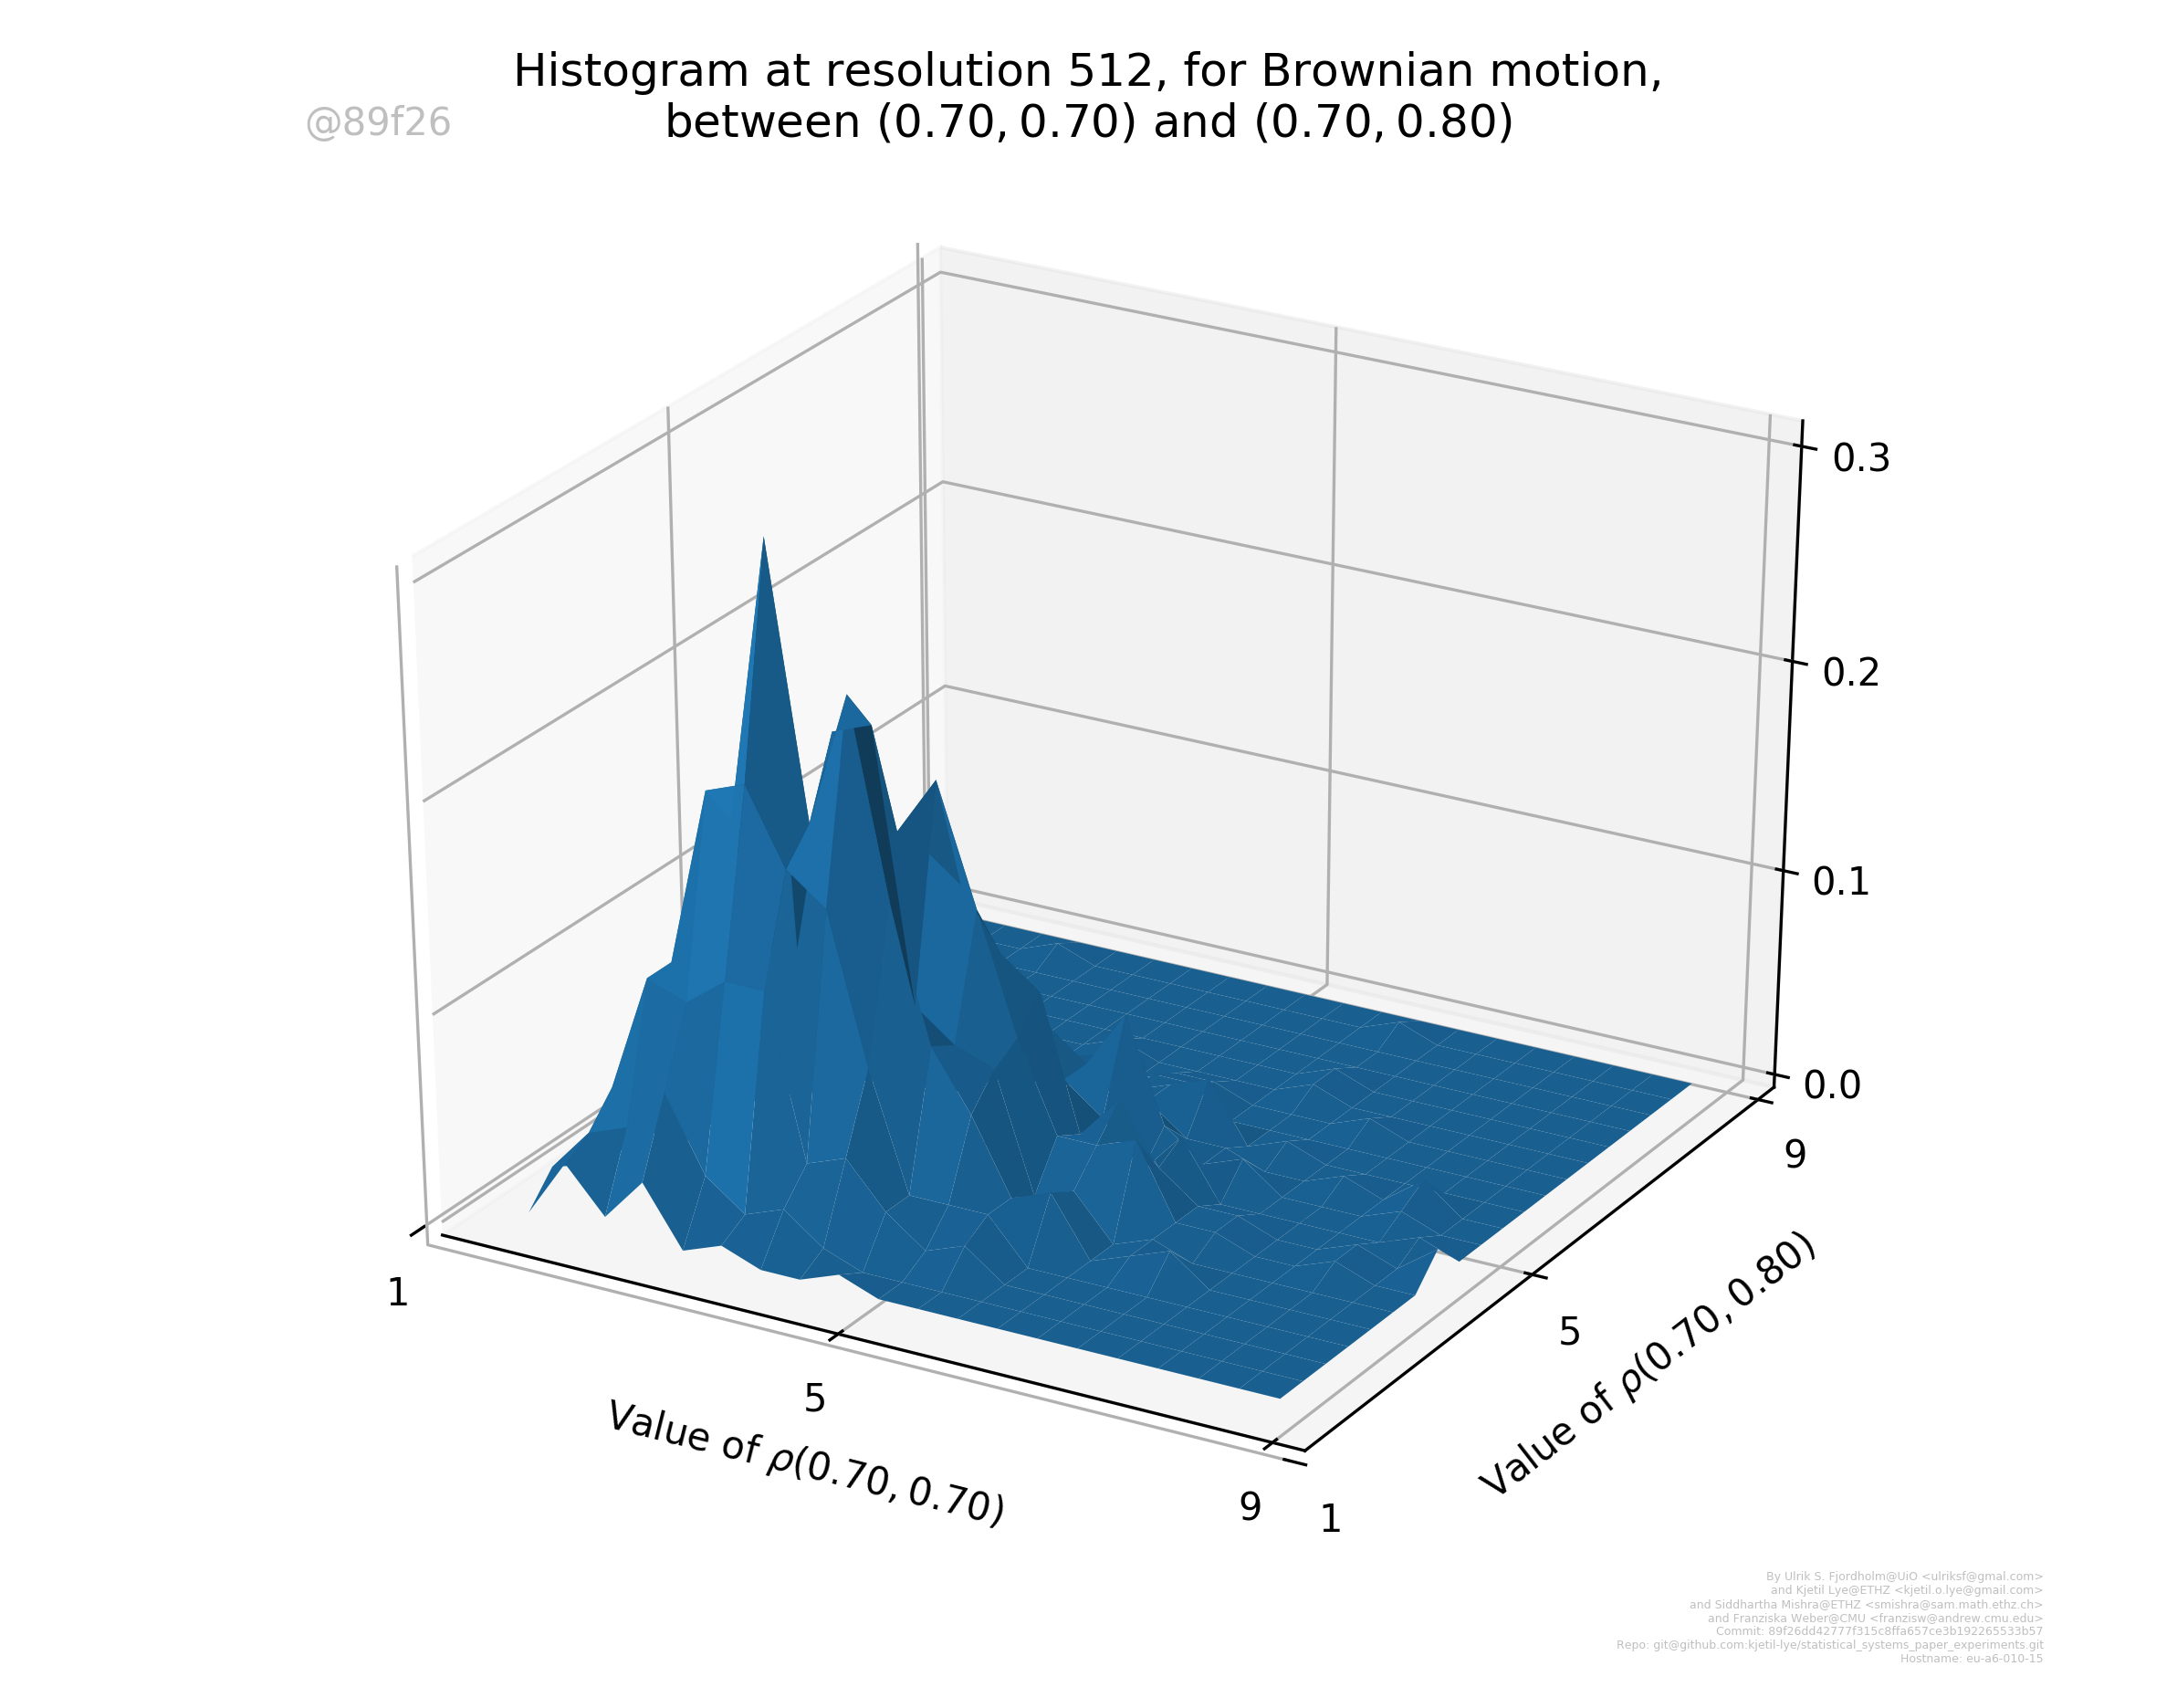 Histogram at resolution 512, for Brownian motion,
between (0.70, 0.70) and (0.70, 0.80)
@89f26
0.3
0.2
0.1
0.0
9
5
1
1
5
9
Value of ρ(0.70, 0.70)
Value of ρ(0.70, 0.80)
By Ulrik S. Fjordholm@UiO <ulriksf@gmal.com>
and Kjetil Lye@ETHZ <kjetil.o.lye@gmail.com>
and Siddhartha Mishra@ETHZ <smishra@sam.math.ethz.ch>
and Franziska Weber@CMU <franzisw@andrew.cmu.edu>
Commit: 89f26dd42777f315c8ffa657ce3b192265533b57
Repo: git@github.com:kjetil-lye/statistical_systems_paper_experiments.git
Hostname: eu-a6-010-15